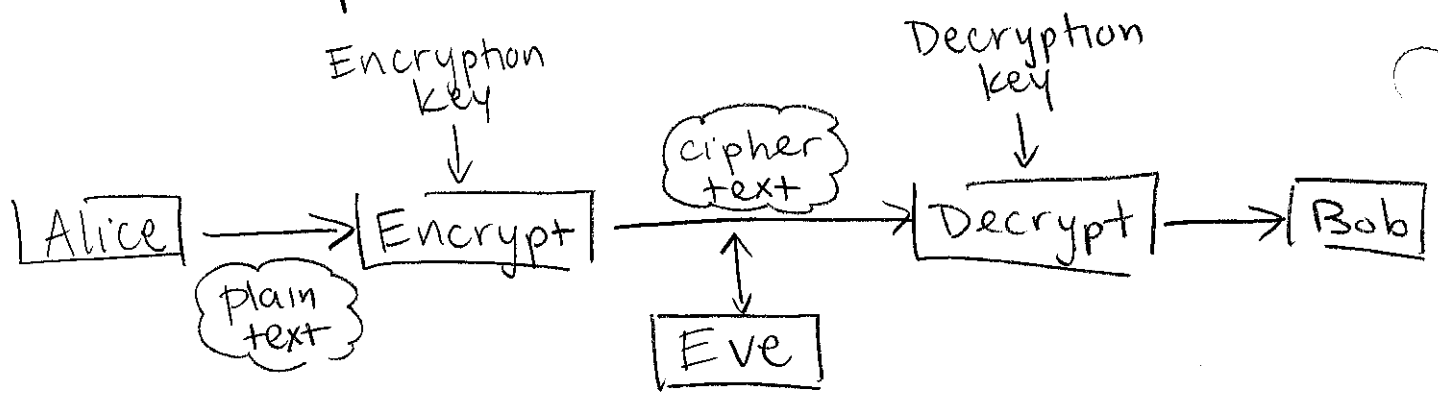 Encryption
key
Decryption
key
cipher
text
Alice
Encrypt
Decrypt
Bob
plain
text
Eve